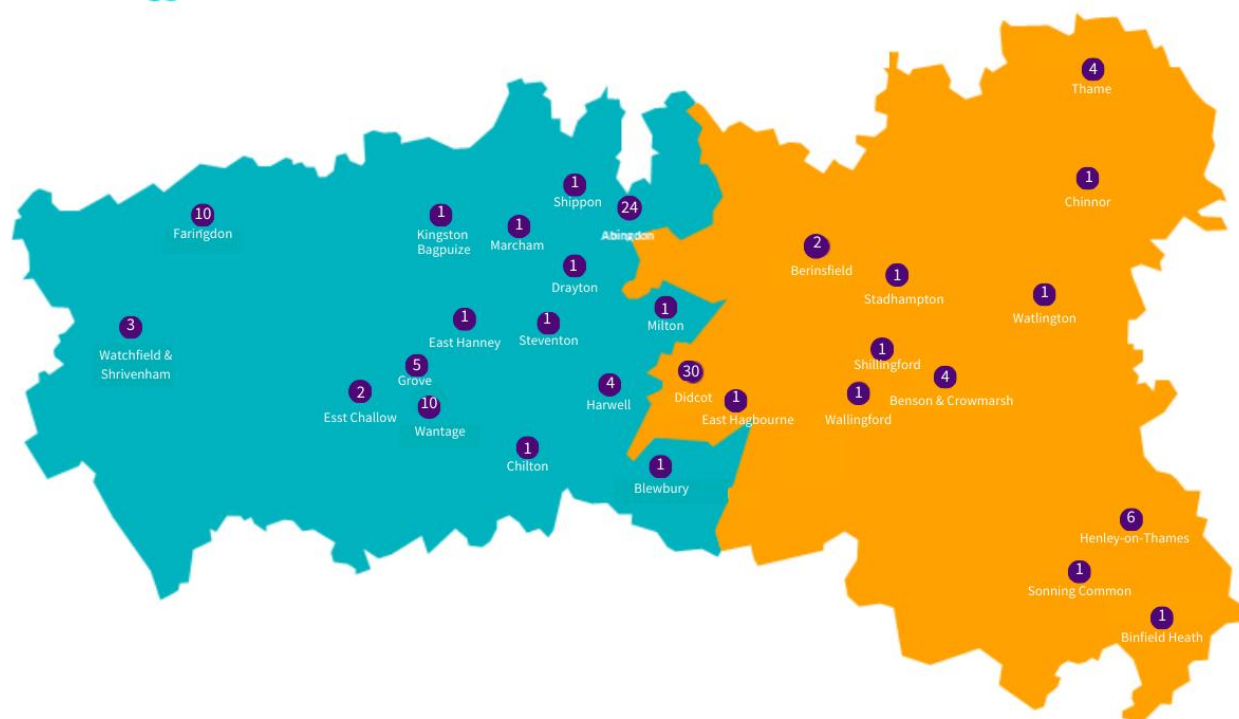 4
Thame
1
Chinnor
1
Shippon
24
Abingdon
10
Faringdon
1
Kingston
Bagpuize
1
Marcham
2
Berinsfield
1
Drayton
1
Stadhampton
1
Watlington
1
Milton
1
East Hanney
1
Steventon
3
Watchfield &
Shrivenham
1
Shillingford
5
Grove
30
Didcot
4
Benson & Crowmarsh
4
Harwell
2
Esst Challow
1
East Hagbourne
1
Wallingford
10
Wantage
1
Chilton
1
Blewbury
6
Henley-on-Thames
1
Sonning Common
1
Binfield Heath